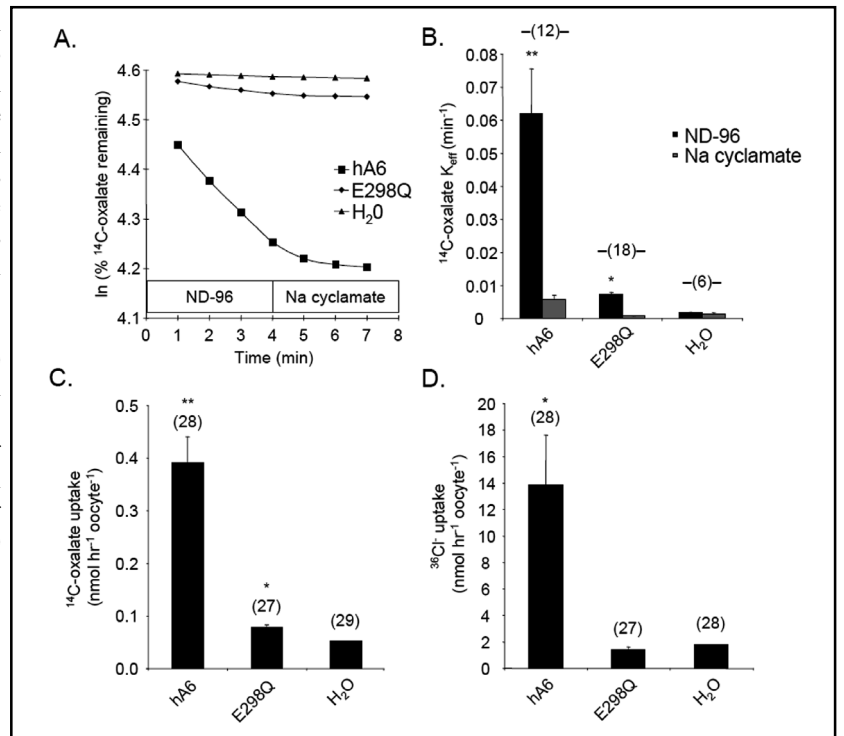 A.
ln (% ¹⁴C-oxalate remaining)
4.6
4.5
4.4
4.3
4.2
4.1
hA6
E298Q
H₂0
ND-96
Na cyclamate
0 1 2 3 4 5 6 7 8
Time (min)
B.
¹⁴C-oxalate Kₑff (min⁻¹)
0.08
0.07
0.06
0.05
0.04
0.03
0.02
0.01
0
–(12)–
**
–(18)–
*
–(6)–
ND-96
Na cyclamate
hA6
E298Q
H₂O
C.
¹⁴C-oxalate uptake
(nmol hr⁻¹ oocyte⁻¹)
0.5
0.4
0.3
0.2
0.1
0.0
**
(28)
*
(27)
(29)
hA6
E298Q
H₂O
D.
³⁶Cl⁻ uptake
(nmol hr⁻¹ oocyte⁻¹)
20
18
16
14
12
10
8
6
4
2
0
*
(28)
(27)
(28)
hA6
E298Q
H₂O